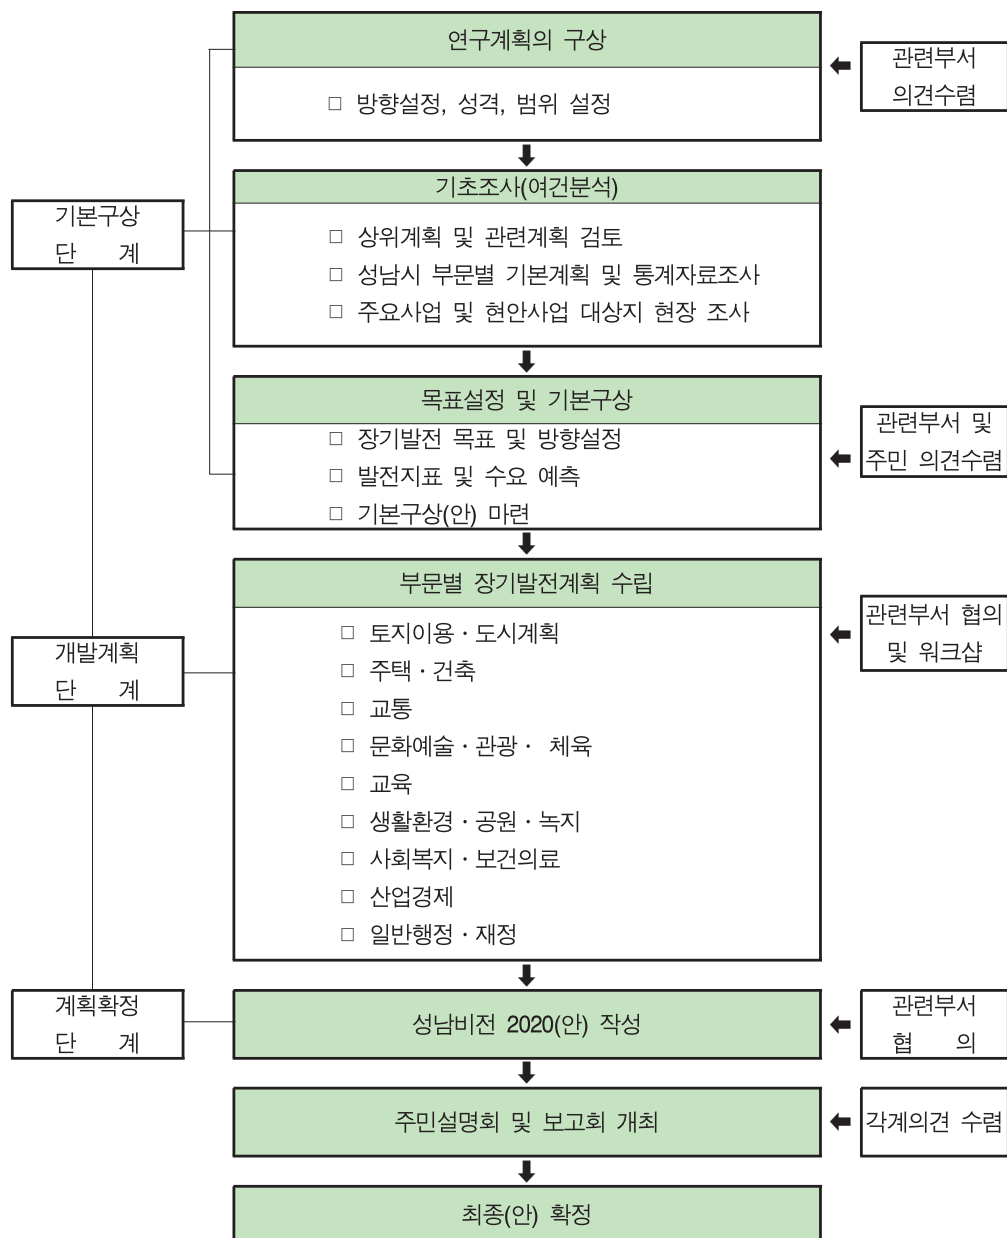 연구계획의 구상
관련부서
의견수렴
□ 방향설정, 성격, 범위 설정
기본구상
단 계
기초조사(여건분석)
□ 상위계획 및 관련계획 검토
□ 성남시 부문별 기본계획 및 통계자료조사
□ 주요사업 및 현안사업 대상지 현장 조사
목표설정 및 기본구상
관련부서 및
주민 의견수렴
□ 장기발전 목표 및 방향설정
□ 발전지표 및 수요 예측
□ 기본구상(안) 마련
부문별 장기발전계획 수립
관련부서 협의
및 워크샵
개발계획
단 계
□ 토지이용·도시계획
□ 주택·건축
□ 교통
□ 문화예술·관광· 체육
□ 교육
□ 생활환경·공원·녹지
□ 사회복지·보건의료
□ 산업경제
□ 일반행정·재정
계획확정
단 계
성남비전 2020(안) 작성
관련부서
협 의
주민설명회 및 보고회 개최
각계의견 수렴
최종(안) 확정